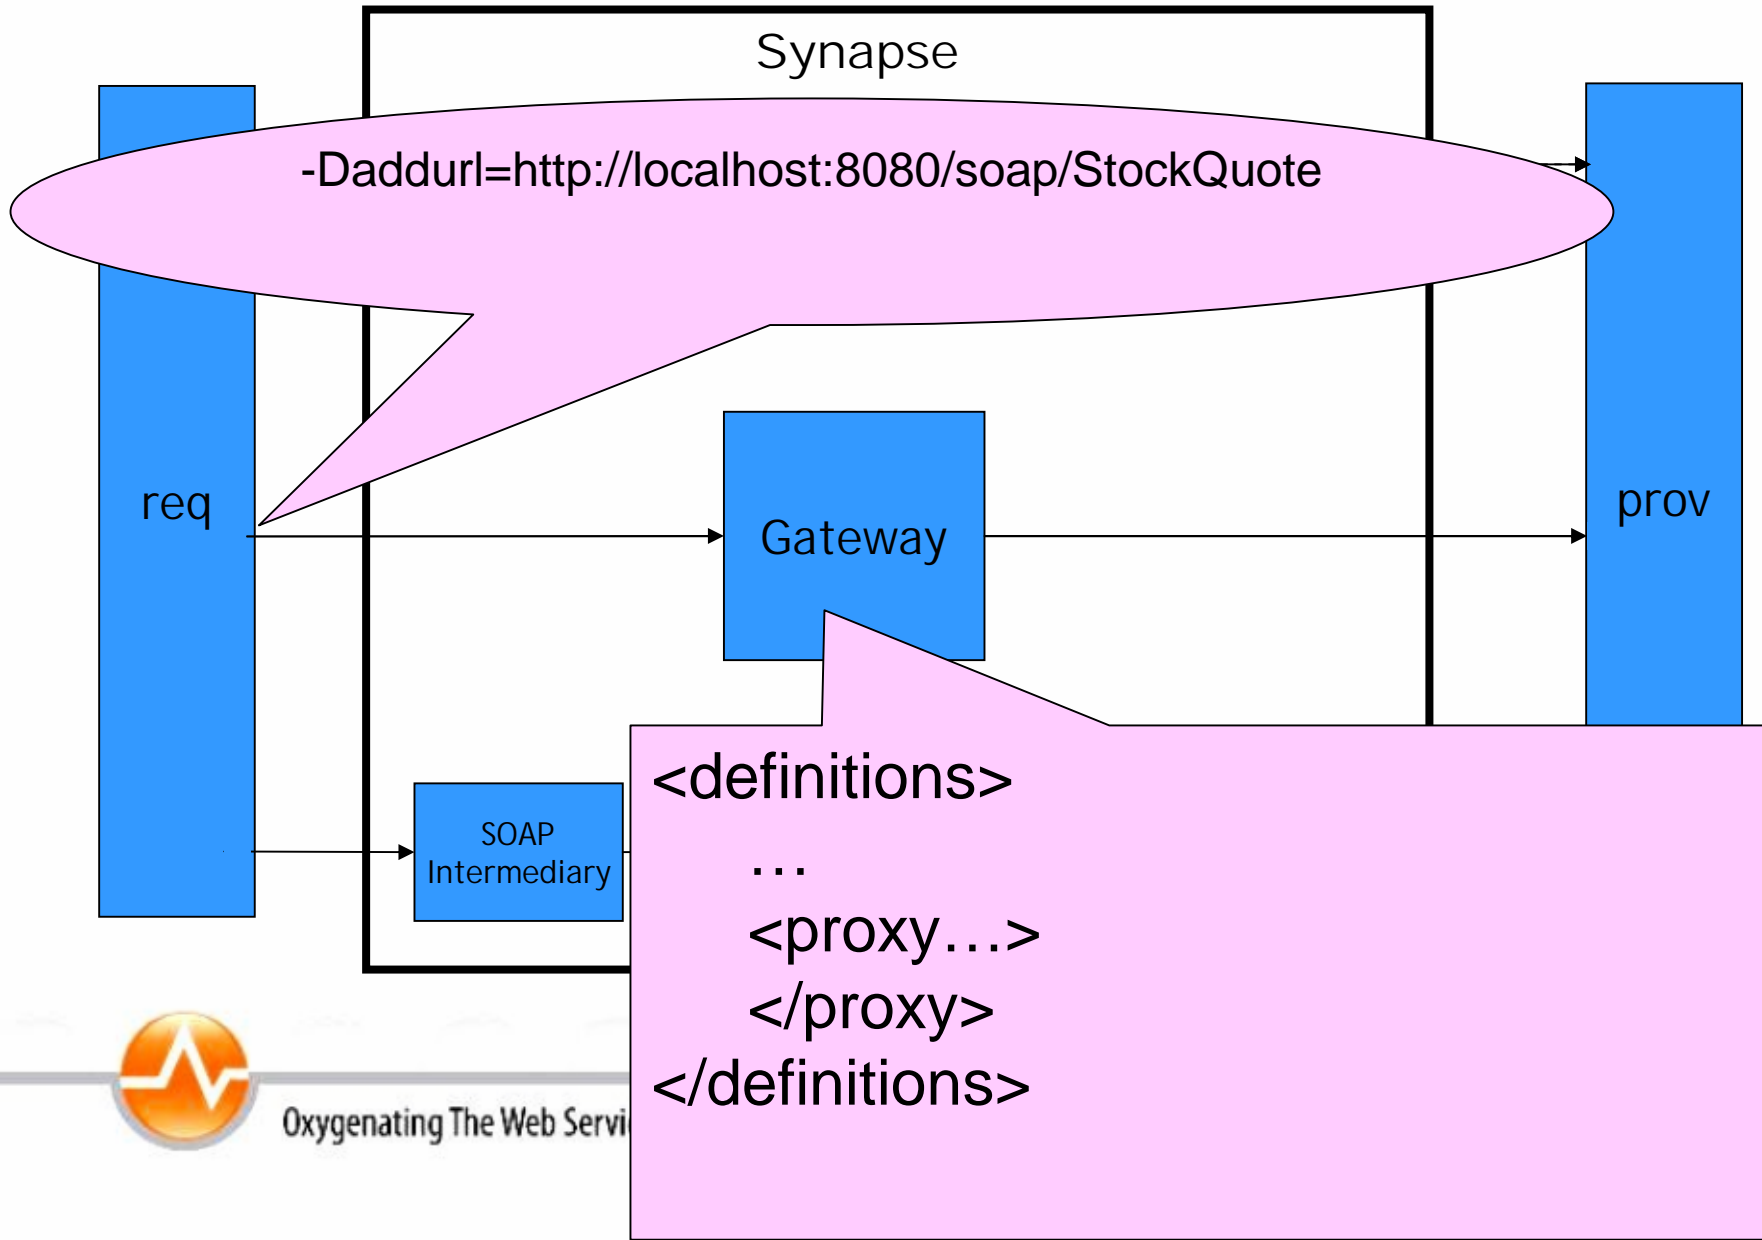 Synapse
-Daddurl=http://localhost:8080/soap/StockQuote
req
Gateway
prov
SOAP
Intermediary
<definitions>
…
<proxy…>
</proxy>
</definitions>
Oxygenating The Web